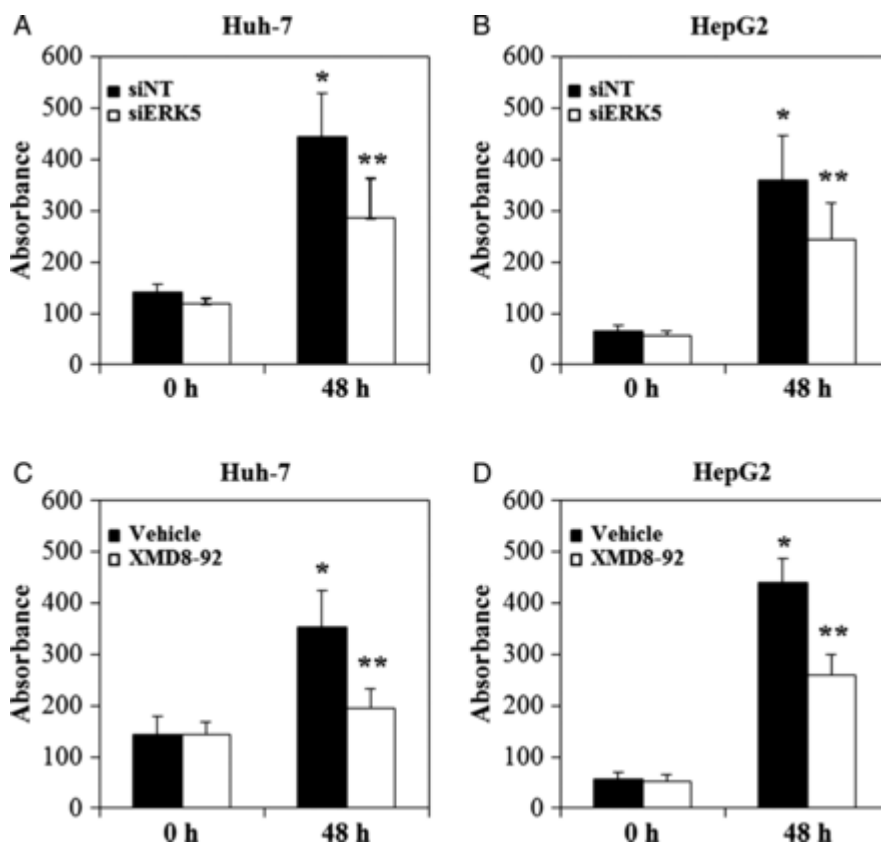 A
Huh-7
600
500
400
300
200
100
0
Absorbance
siNT
siERK5
*
**
0 h
48 h
B
HepG2
600
500
400
300
200
100
0
Absorbance
siNT
siERK5
*
**
0 h
48 h
C
Huh-7
600
500
400
300
200
100
0
Absorbance
Vehicle
XMD8-92
*
**
0 h
48 h
D
HepG2
600
500
400
300
200
100
0
Absorbance
Vehicle
XMD8-92
*
**
0 h
48 h